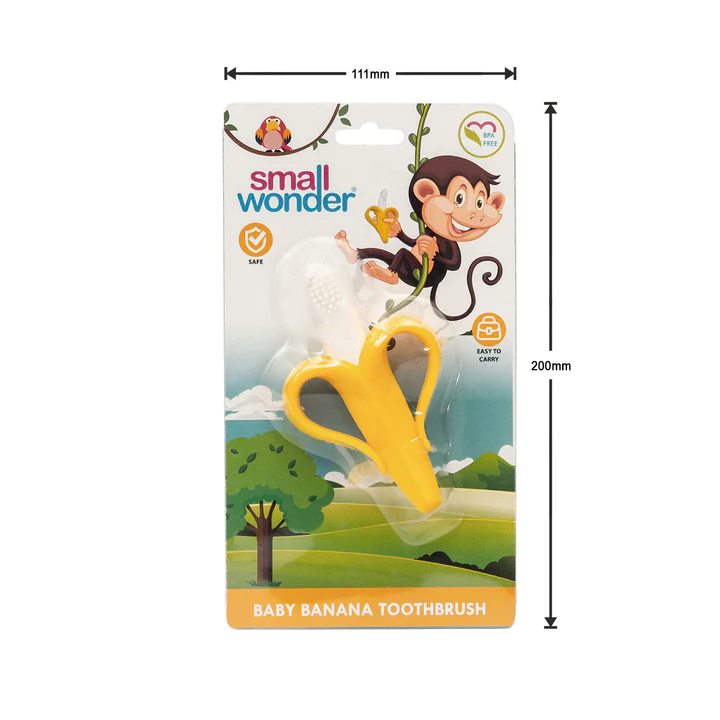 111mm
BPA
FREE
small
wonder®
SAFE
EASY TO
CARRY
200mm
BABY BANANA TOOTHBRUSH